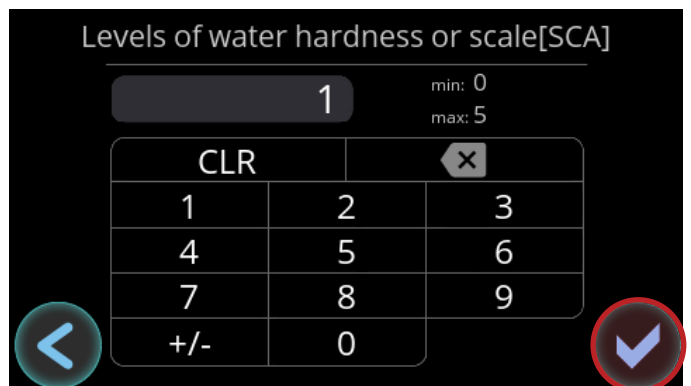 Levels of water hardness or scale[SCA]
1 min: 0
max: 5
CLR
1 2 3
4 5 6
7 8 9
+/- 0